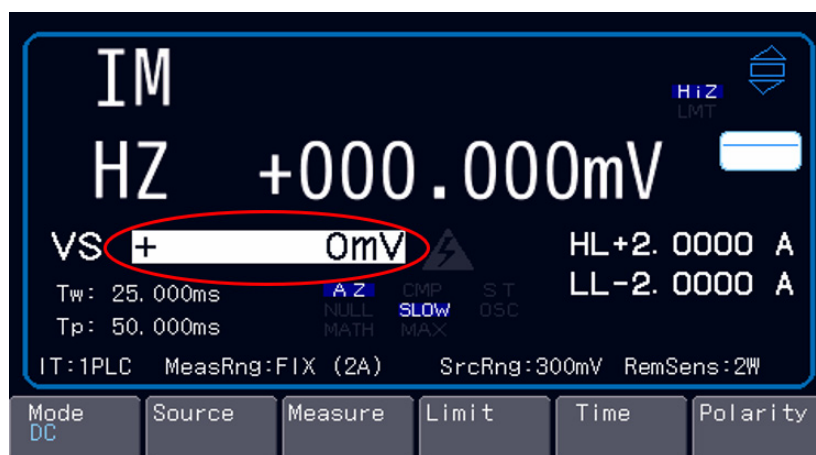 IM
HiZ
LMT
HZ +000.000mV
VS + 0mV HL+2.0000 A
LL-2.0000 A
Tw: 25.000ms AZ CMP ST
NULL SLOW OSC
Tp: 50.000ms MATH MAX
IT:1PLC MeasRng:FIX (2A) SrcRng:300mV RemSens:2W
Mode Source Measure Limit Time Polarity
DC